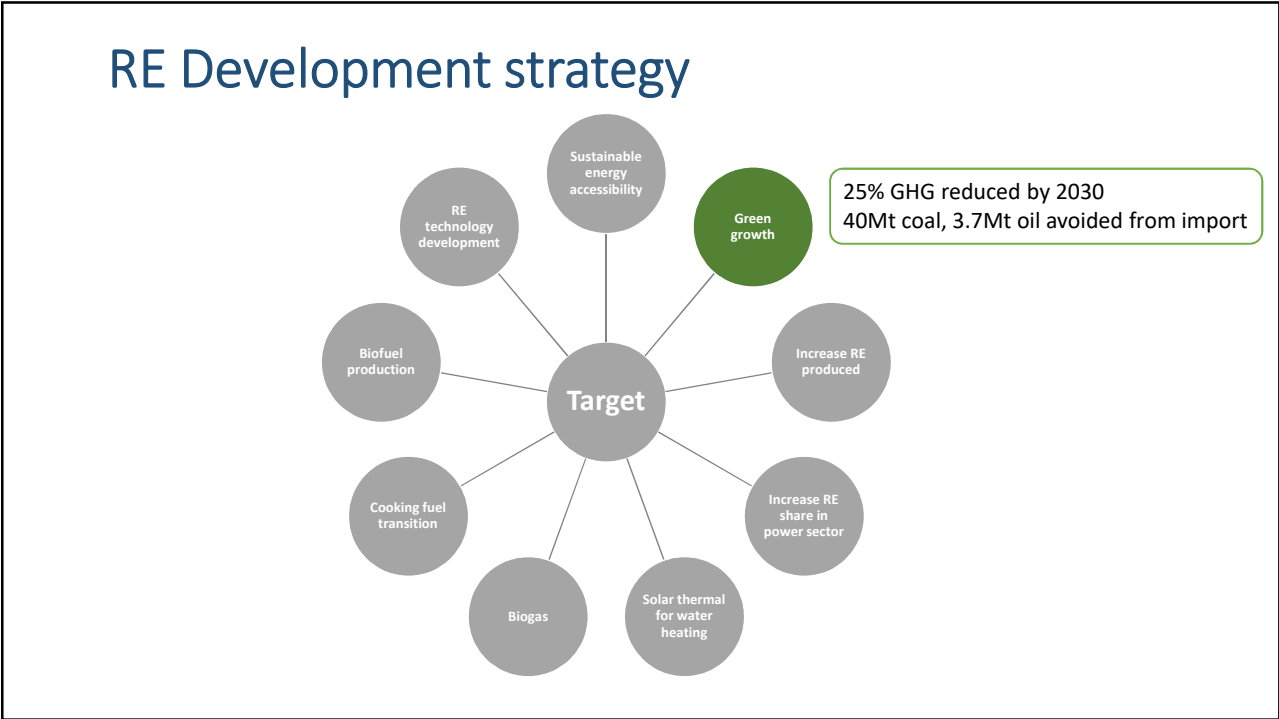 RE Development strategy
Sustainable
energy
accessibility
Green
growth
25% GHG reduced by 2030
40Mt coal, 3.7Mt oil avoided from import
Increase RE
produced
Increase RE
share in
power sector
Solar thermal
for water
heating
Biogas
Cooking fuel
transition
Biofuel
production
RE
technology
development
Target